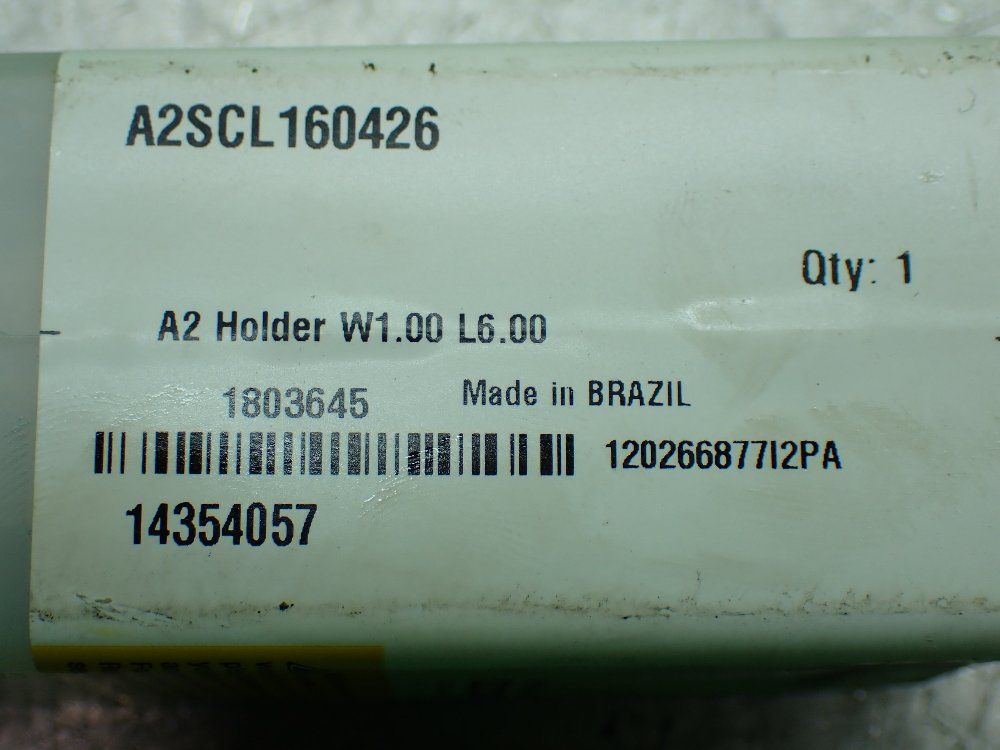 A2SCL160426
Qty: 1
A2 Holder W1.00 L6.00
1803645
Made in BRAZIL
120266877I2PA
14354057